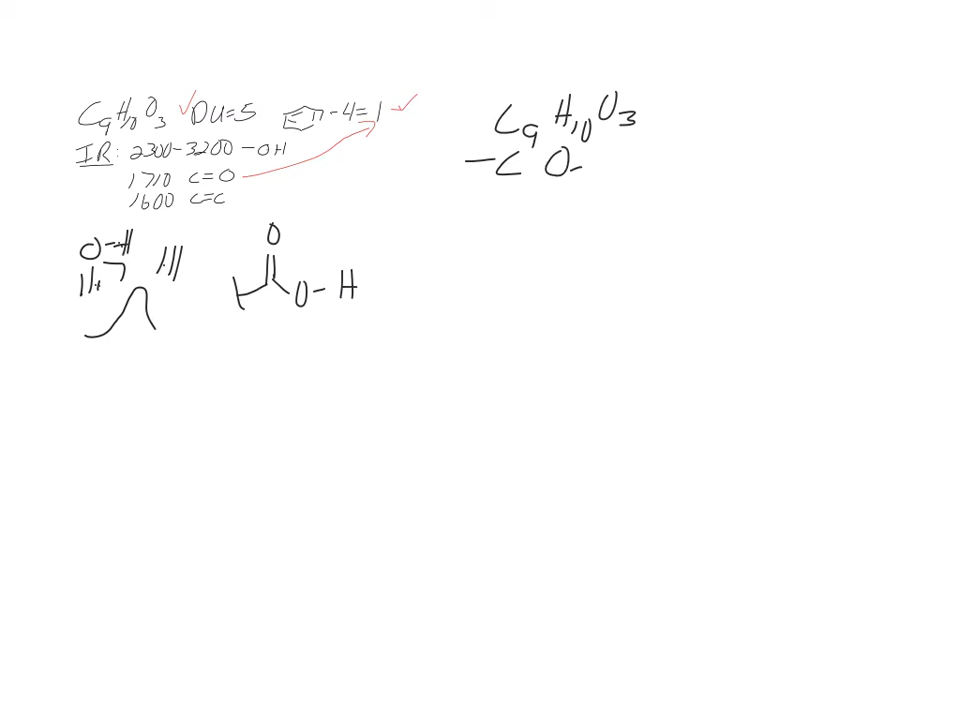 C9H10O3 ✓ DU=5 -4=1 ✓
IR: 2300-3200 -OH
1710 C=O
1600 C=C
O-H
O
O-H
C9H10O3
-C O-